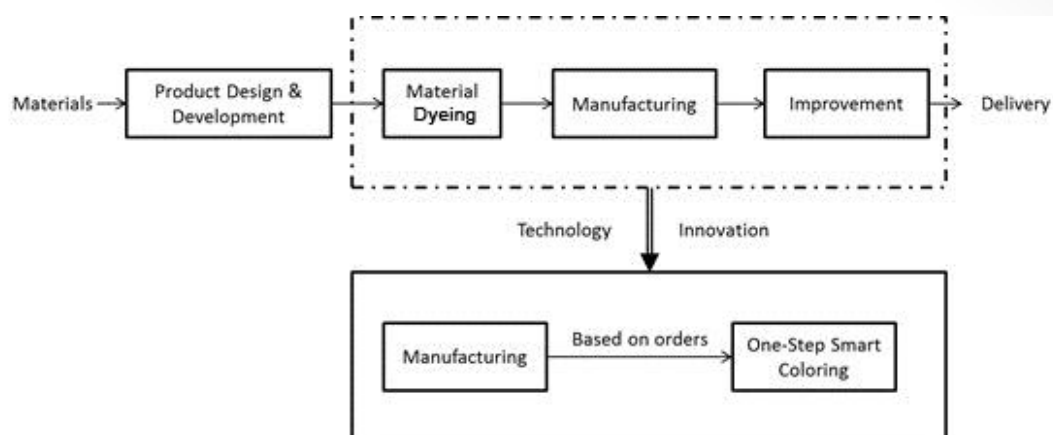 Materials
Product Design &
Development
Material
Dyeing
Manufacturing
Improvement
Delivery
Technology
Innovation
Manufacturing
Based on orders
One-Step Smart
Coloring